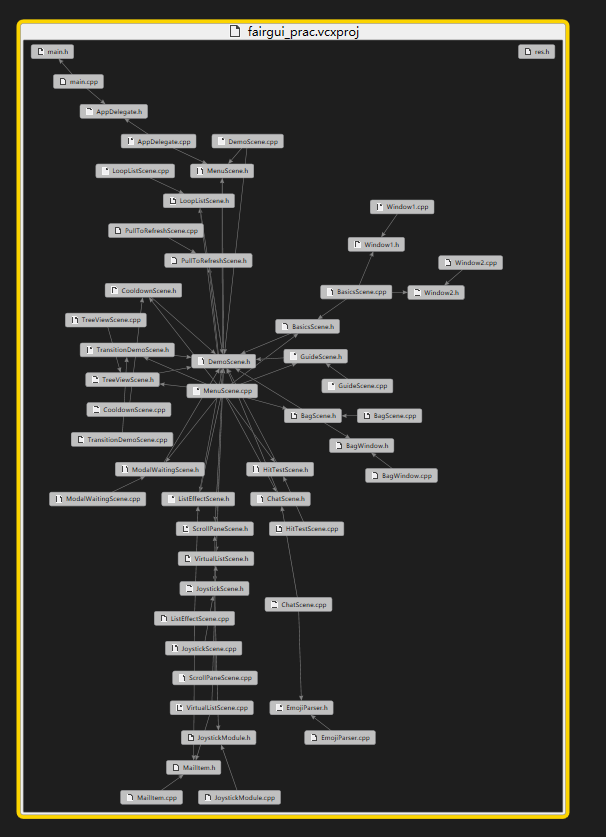 fairgui_prac.vcxproj
main.h
res.h
main.cpp
AppDelegate.h
AppDelegate.cpp
DemoScene.cpp
LoopListScene.cpp
MenuScene.h
LoopListScene.h
Window1.cpp
PullToRefreshScene.cpp
Window1.h
PullToRefreshScene.h
Window2.cpp
CooldownScene.h
BasicsScene.cpp
Window2.h
TreeViewScene.cpp
BasicsScene.h
TransitionDemoScene.h
DemoScene.h
GuideScene.h
TreeViewScene.h
MenuScene.cpp
GuideScene.cpp
CooldownScene.cpp
BagScene.h
BagScene.cpp
TransitionDemoScene.cpp
BagWindow.h
ModalWaitingScene.h
HitTestScene.h
BagWindow.cpp
ModalWaitingScene.cpp
ListEffectScene.h
ChatScene.h
ScrollPaneScene.h
HitTestScene.cpp
VirtualListScene.h
JoystickScene.h
ChatScene.cpp
ListEffectScene.cpp
JoystickScene.cpp
ScrollPaneScene.cpp
VirtualListScene.cpp
EmojiParser.h
JoystickModule.h
EmojiParser.cpp
MailItem.h
MailItem.cpp
JoystickModule.cpp